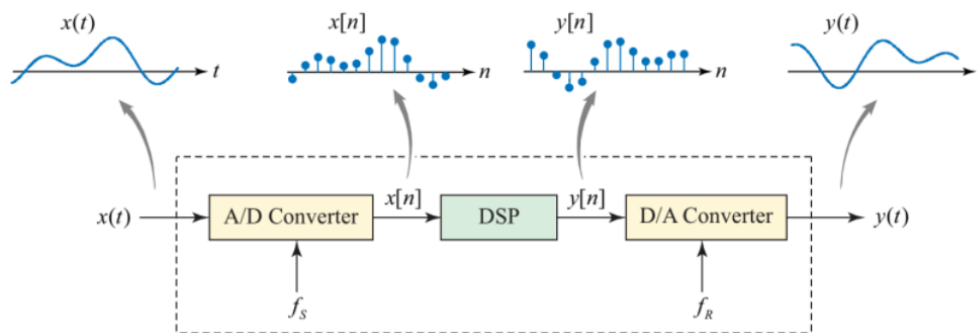 x(t) x[n] y[n] y(t)
t n n
x(t) A/D Converter x[n] DSP y[n] D/A Converter y(t)
f_S f_R